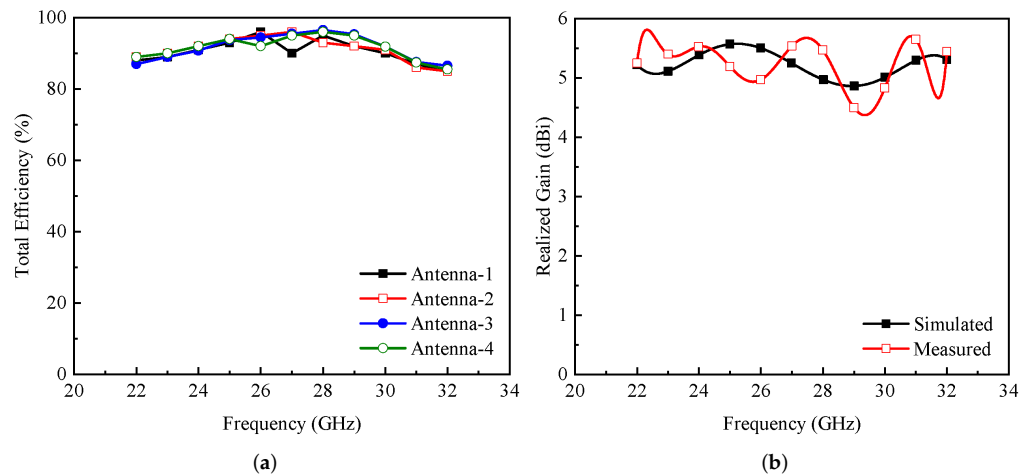 100
80
60
40
20
0
Total Efficiency (%)
Antenna-1
Antenna-2
Antenna-3
Antenna-4
20 22 24 26 28 30 32 34
Frequency (GHz)
(a)
6
5
4
3
2
1
0
Realized Gain (dBi)
Simulated
Measured
20 22 24 26 28 30 32 34
Frequency (GHz)
(b)